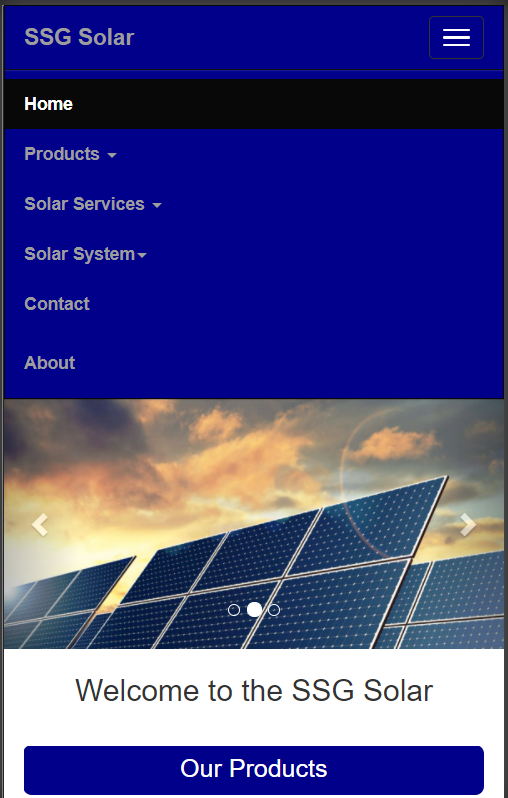 SSG Solar
Home
Products
Solar Services
Solar System
Contact
About
Welcome to the SSG Solar
Our Products